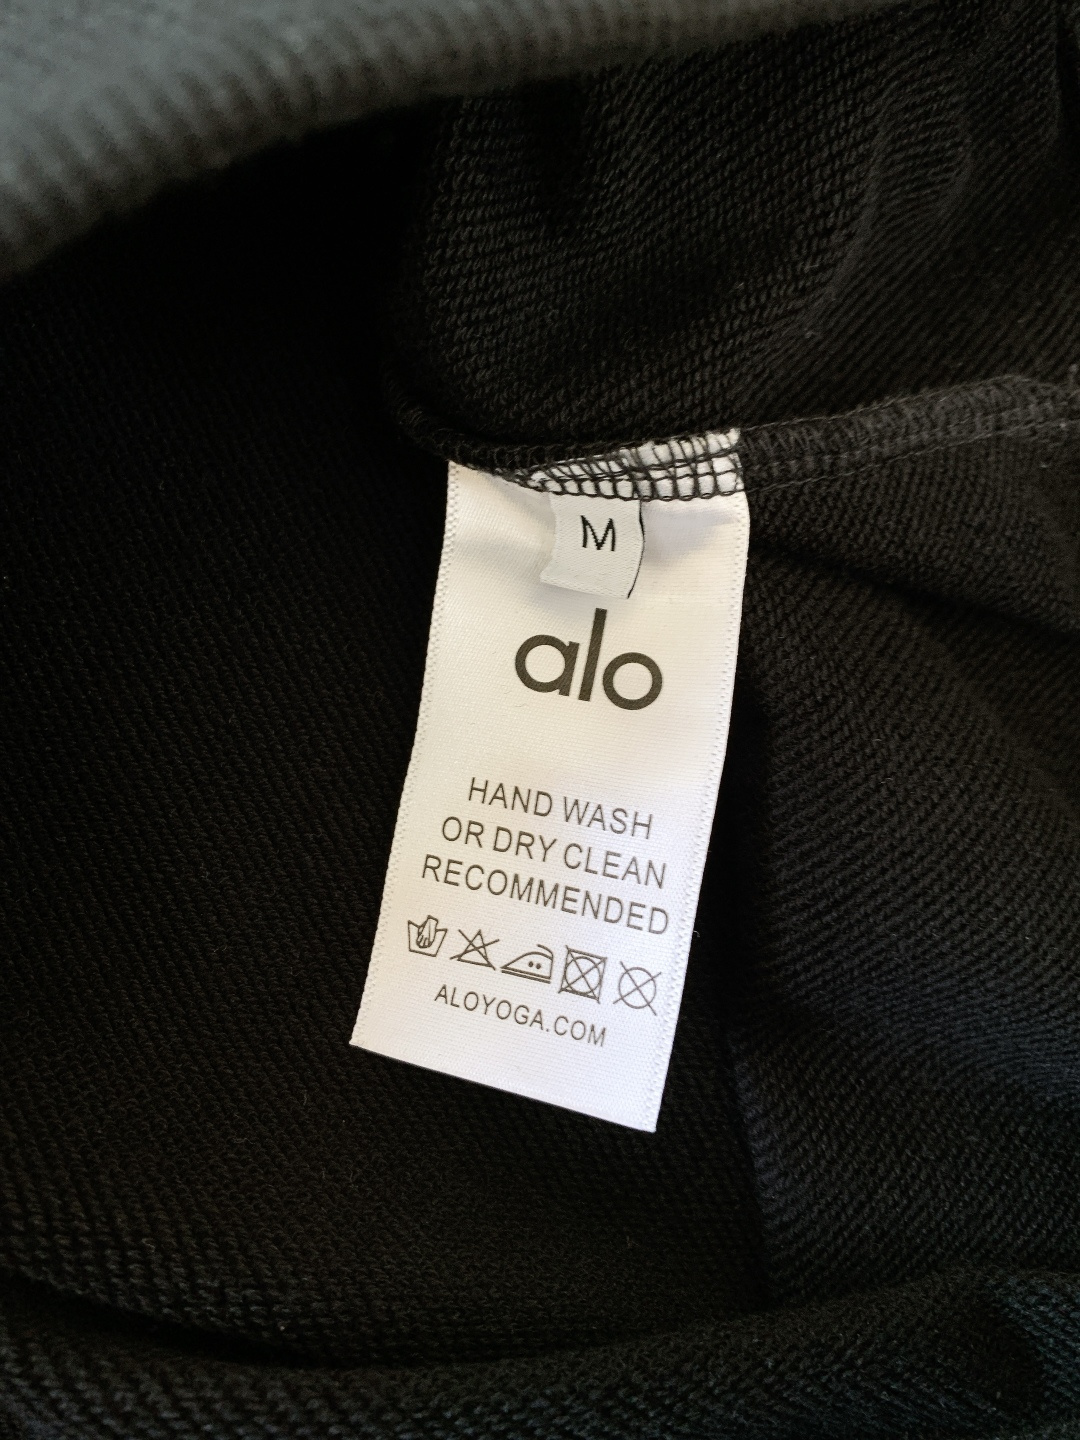 M
alo
HAND WASH
OR DRY CLEAN
RECOMMENDED
ALOYOGA.COM